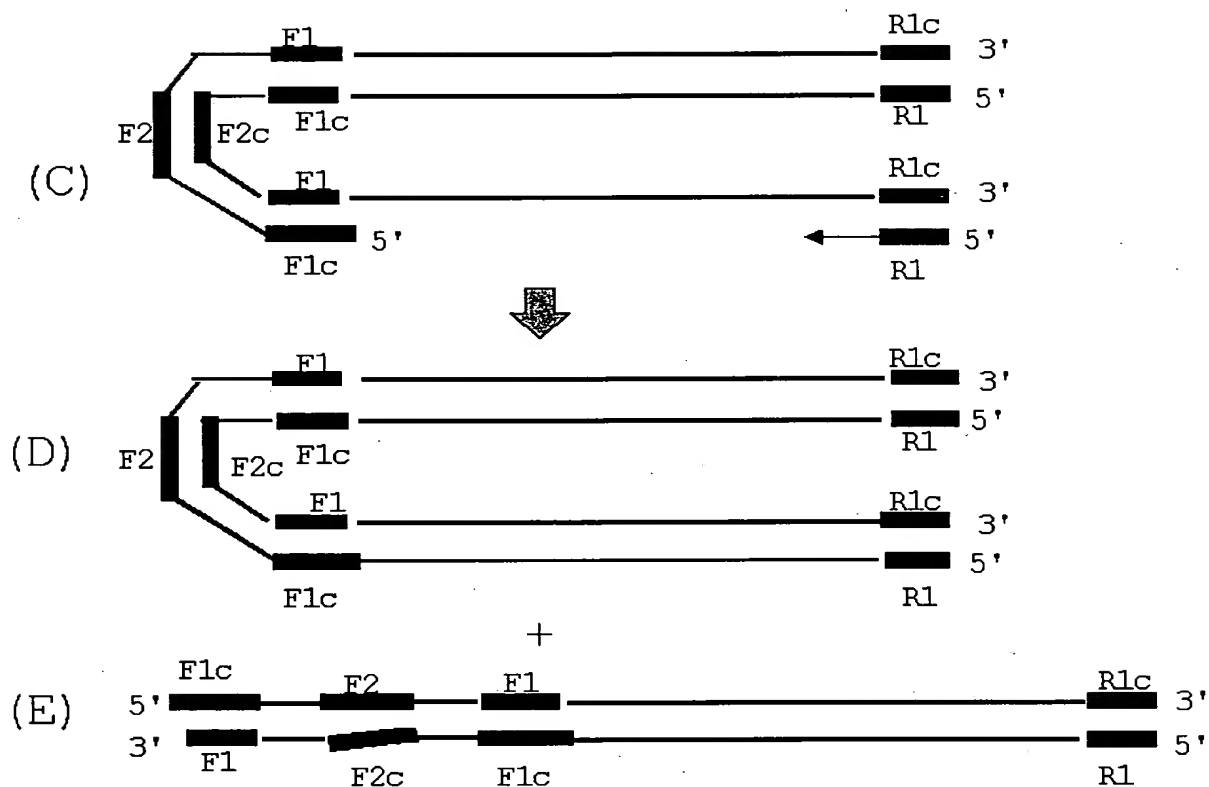 F1 R1c
3'
5'
F2 F2c F1c R1
(C)
F1 R1c
3'
5' 5'
F1c R1
F1 R1c
3'
5'
(D) F2 F2c F1c R1
F1 R1c
3'
5'
F1c R1
+
F1c F2 F1 R1c
(E) 5' 3'
3' 5'
F1 F2c F1c R1